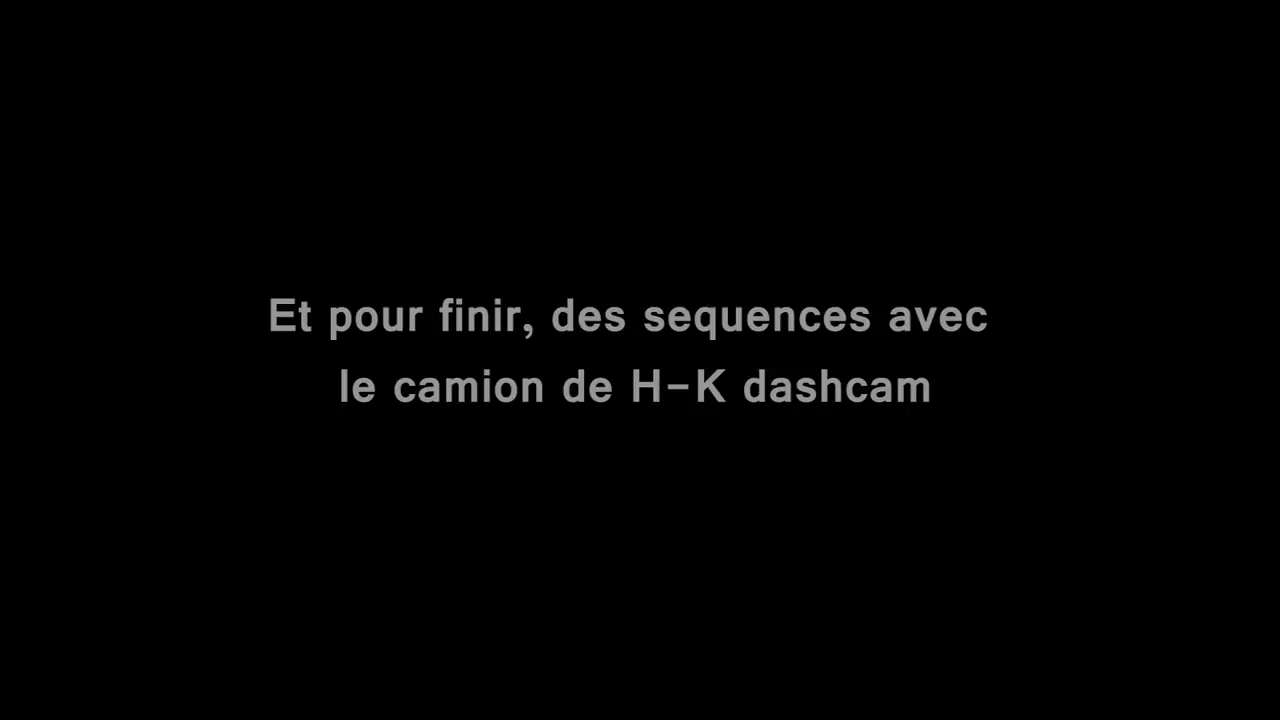 Et pour finir, des sequences avec
le camion de H-K dashcam